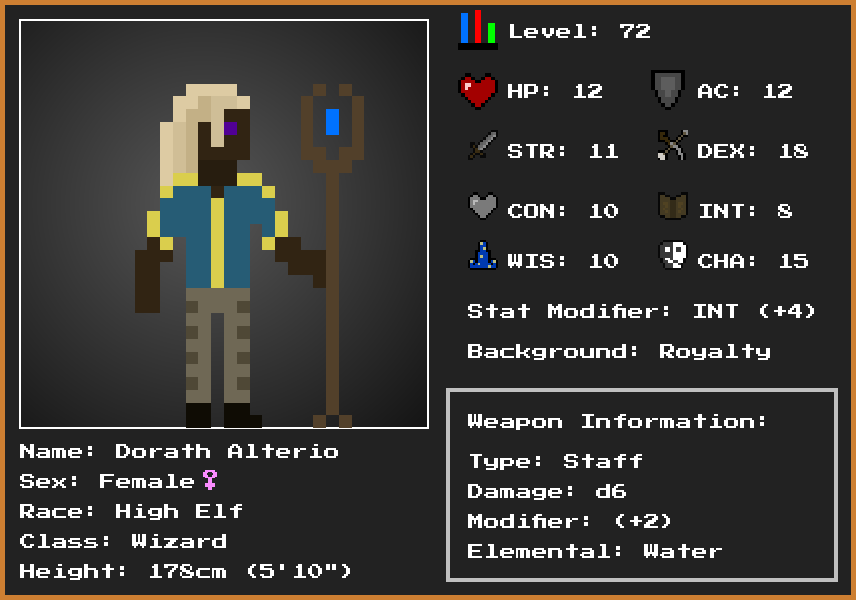 Level: 72
HP: 12
AC: 12
STR: 11
DEX: 18
CON: 10
INT: 8
WIS: 10
CHA: 15
Stat Modifier: INT (+4)
Background: Royalty
Weapon Information:
Type: Staff
Damage: d6
Modifier: (+2)
Elemental: Water
Name: Dorath Alterio
Sex: Female♀
Race: High Elf
Class: Wizard
Height: 178cm (5'10")